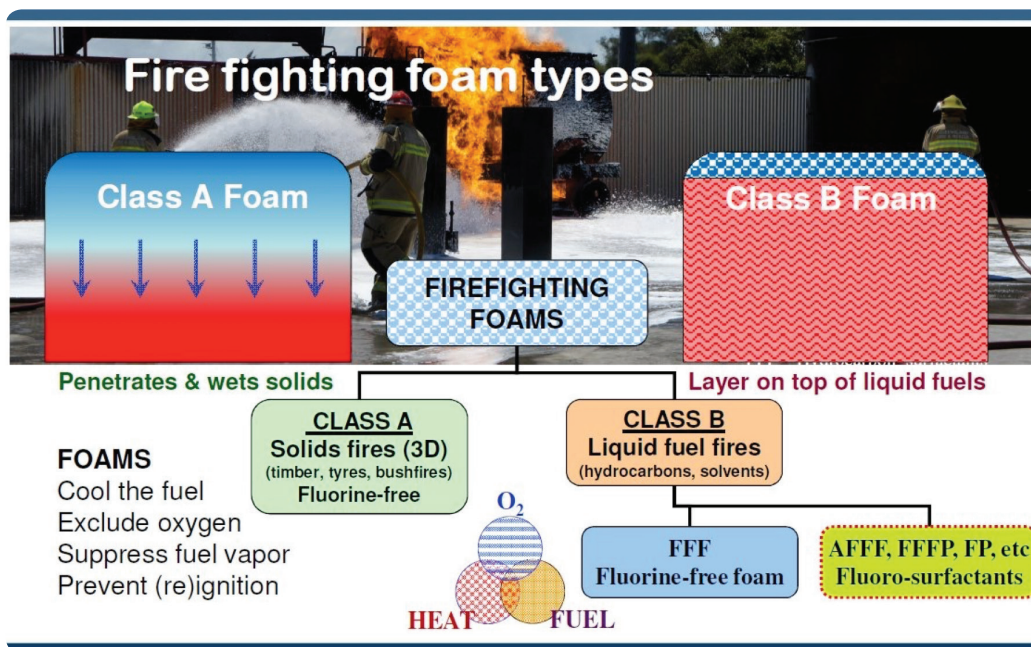 Fire fighting foam types
Class A Foam
Class B Foam
FIREFIGHTING
FOAMS
Penetrates & wets solids
Layer on top of liquid fuels
CLASS A
Solids fires (3D)
(timber, tyres, bushfires)
Fluorine-free
CLASS B
Liquid fuel fires
(hydrocarbons, solvents)
FOAMS
Cool the fuel
Exclude oxygen
Suppress fuel vapor
Prevent (re)ignition
O₂
HEAT
FUEL
FFF
Fluorine-free foam
AFFF, FFFP, FP, etc
Fluoro-surfactants